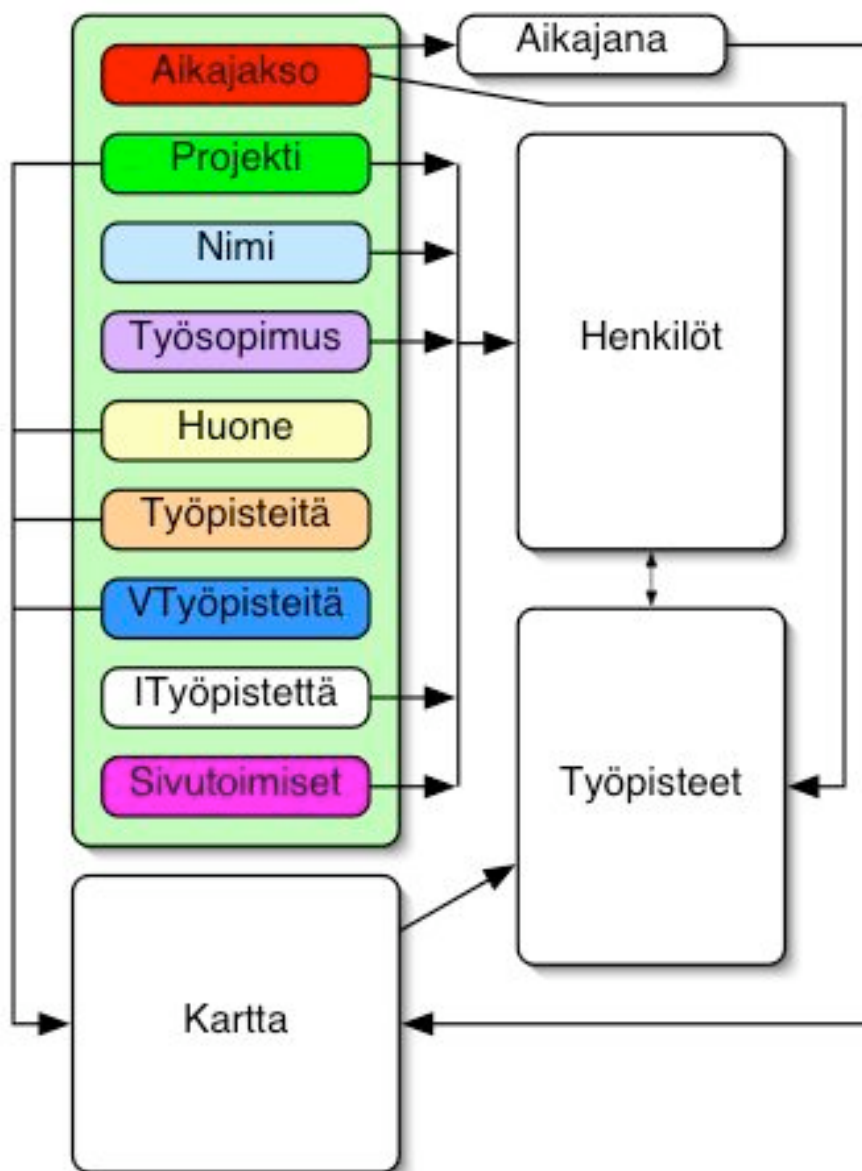 Aikajakso
Aikajana
Projekti
Nimi
Työsopimus
Huone
Työpisteitä
VTyöpisteitä
ITyöpistettä
Sivutoimiset
Henkilöt
Työpisteet
Kartta